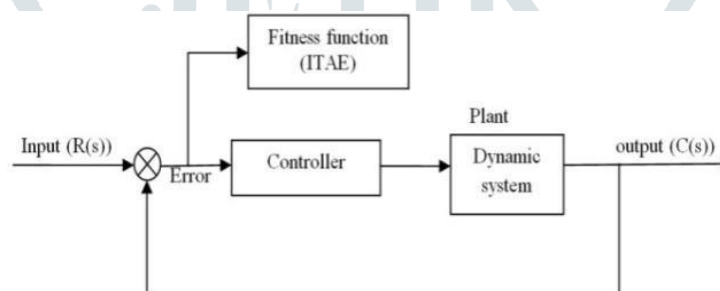 Fitness function
(ITAE)
Plant
Input (R(s))
Error
Controller
Dynamic
system
output (C(s))